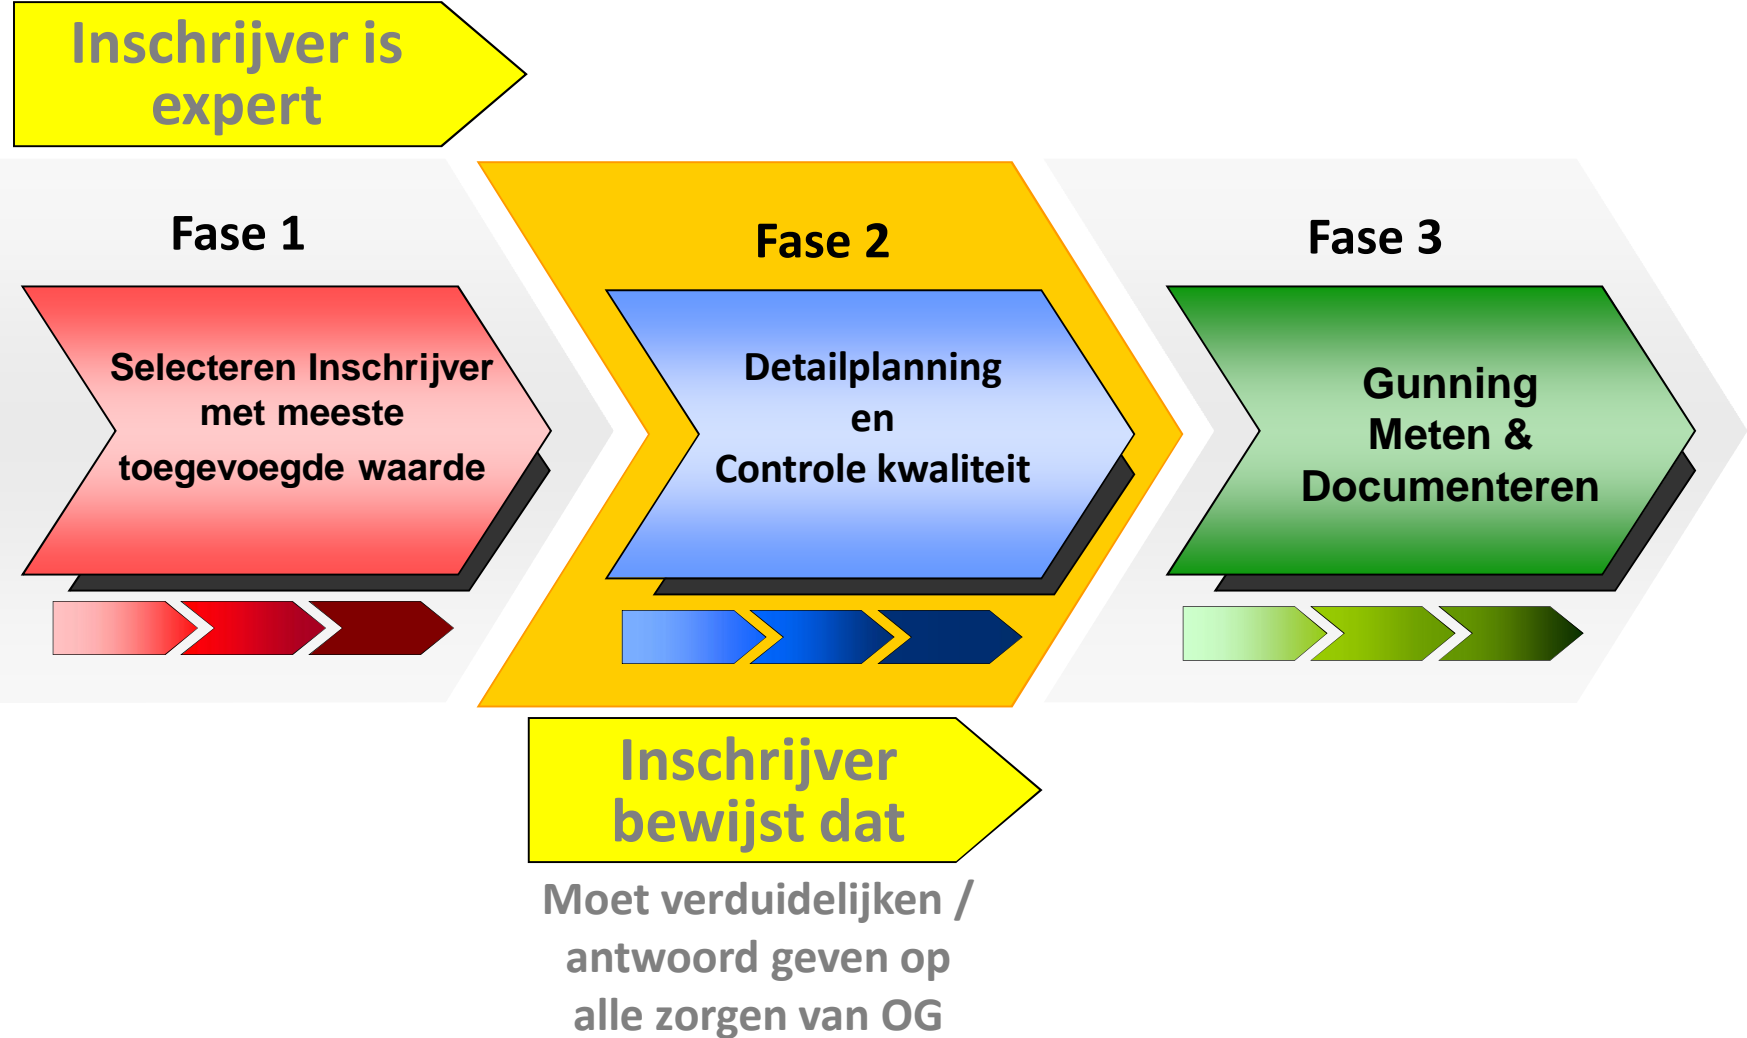 Inschrijver is
expert
Fase 1
Selecteren Inschrijver
met meeste
toegevoegde waarde
Fase 2
Detailplanning
en
Controle kwaliteit
Fase 3
Gunning
Meten &
Documenteren
Inschrijver
bewijst dat
Moet verduidelijken /
antwoord geven op
alle zorgen van OG